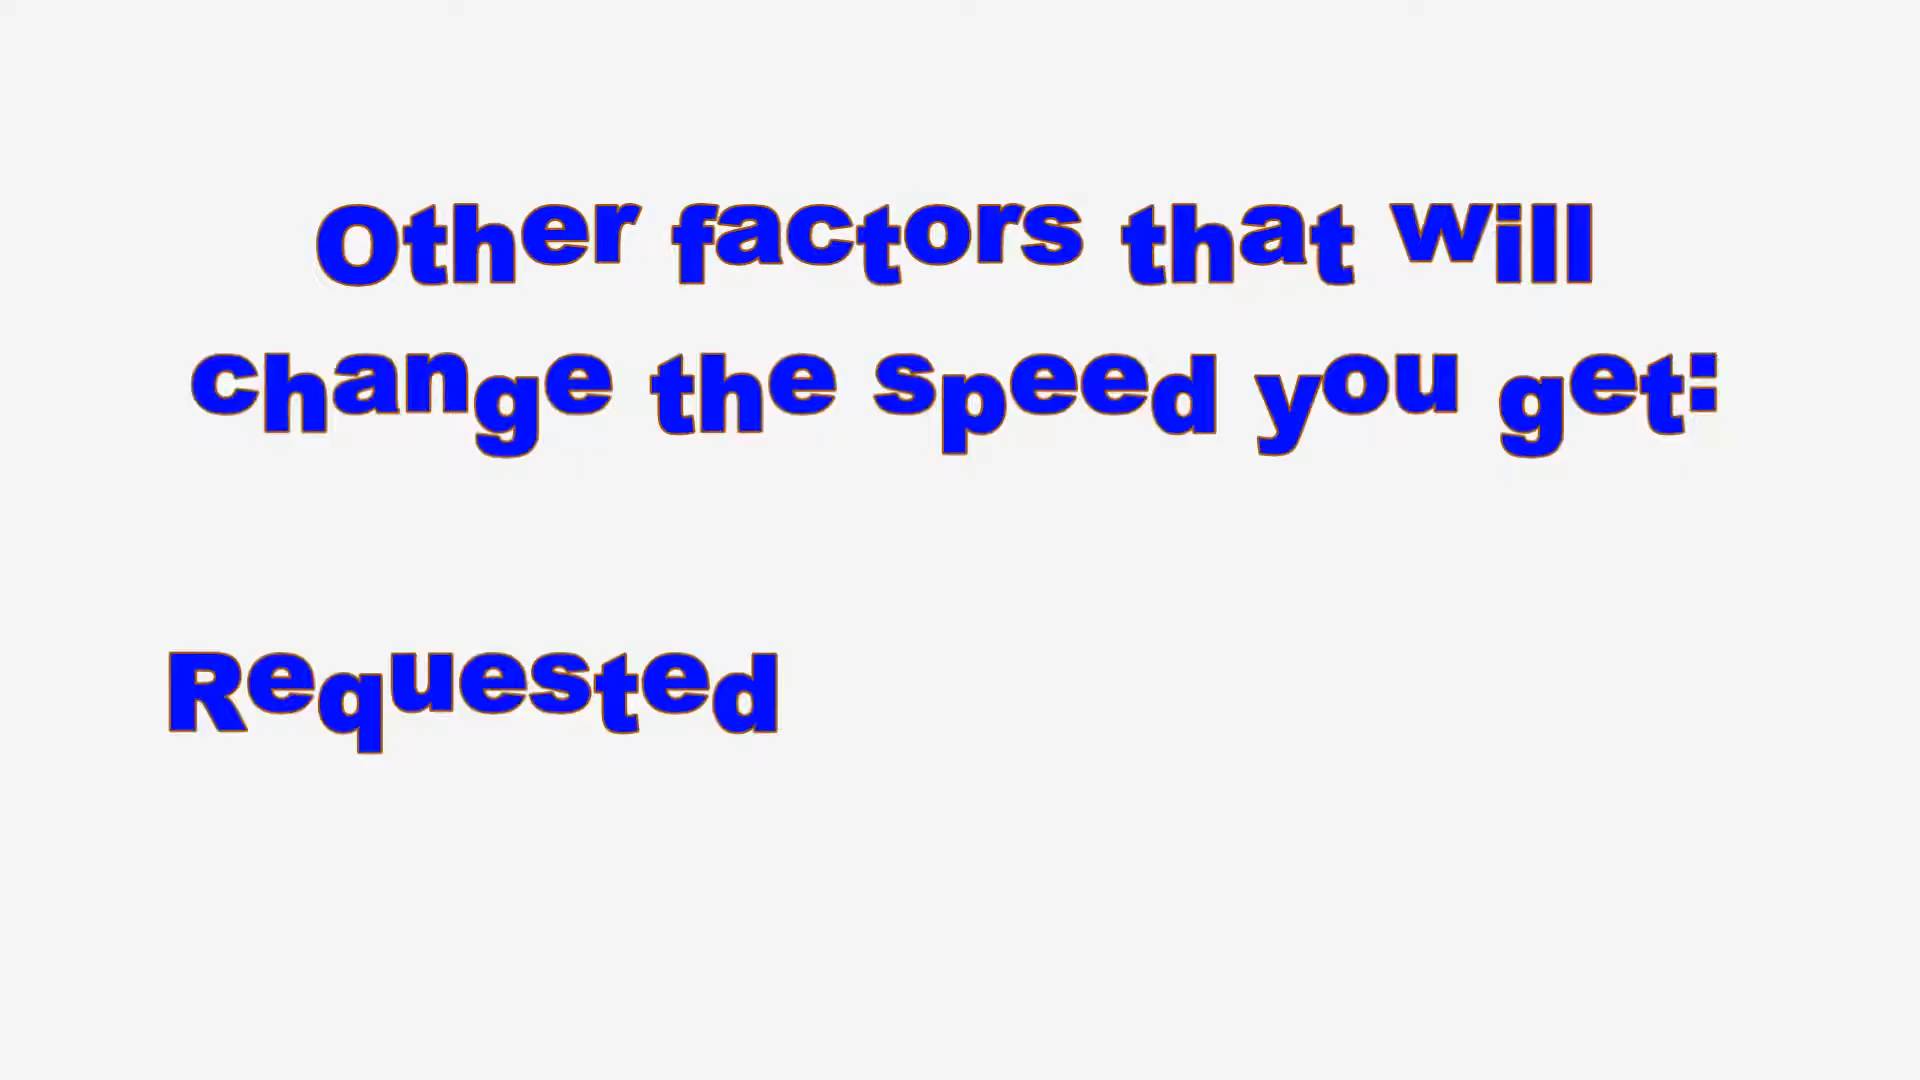 Other factors that will
change the speed you get:
Requested